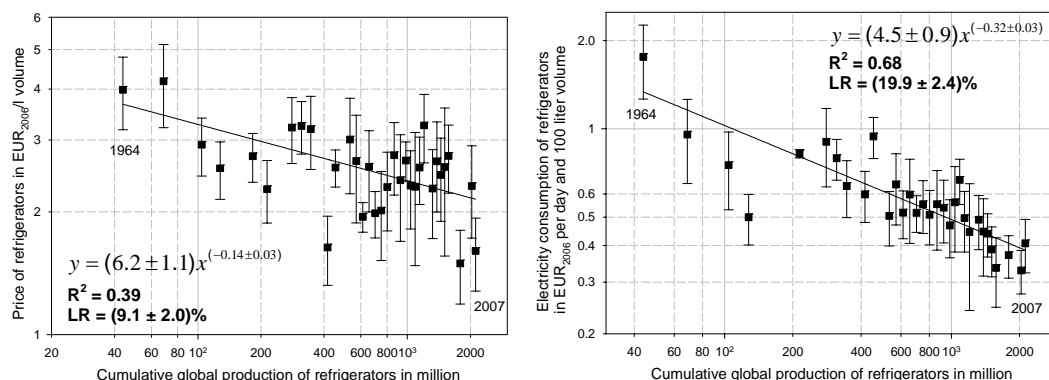 Price of refrigerators in EUR2006/l volume
6
5
4
3
2
1
1964
2007
y = (6.2 ± 1.1)x(−0.14±0.03)
R2 = 0.39
LR = (9.1 ± 2.0)%
20 40 60 80 102 200 400 600 800 103 2000
Cumulative global production of refrigerators in million
Electricity consumption of refrigerators
in EUR2006 per day and 100 liter volume
2.0
1
0.6
0.5
0.4
0.3
0.2
y = (4.5 ± 0.9)x(−0.32±0.03)
R2 = 0.68
LR = (19.9 ± 2.4)%
1964
2007
40 60 80 102 200 400 600 800 103 2000
Cumulative global production of refrigerators in million